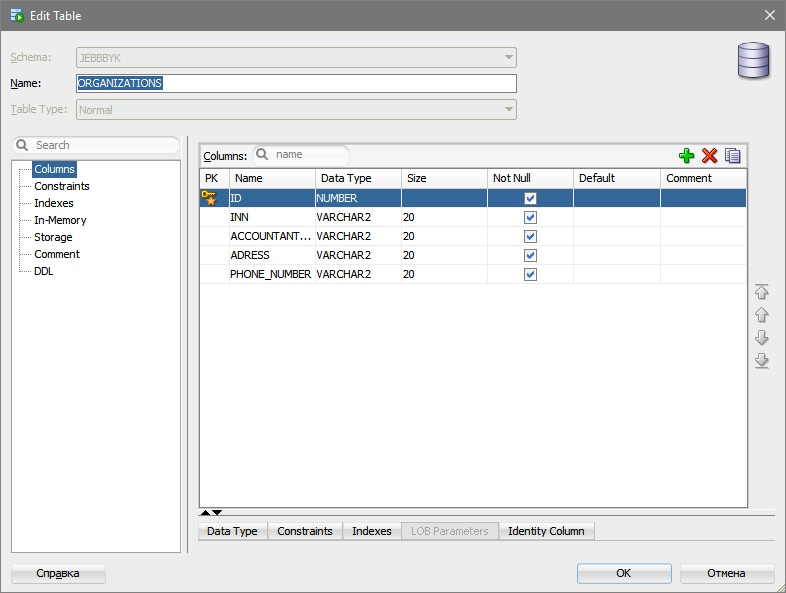 Edit Table
Schema: JEBBBYK
Name: ORGANIZATIONS
Table Type: Normal
Search
Columns
Constraints
Indexes
In-Memory
Storage
Comment
DDL
Columns: name
PK Name Data Type Size Not Null Default Comment
ID NUMBER
INN VARCHAR2 20
ACCOUNTANT... VARCHAR2 20
ADRESS VARCHAR2 20
PHONE_NUMBER VARCHAR2 20
Data Type Constraints Indexes LOB Parameters Identity Column
Справка OK Отмена